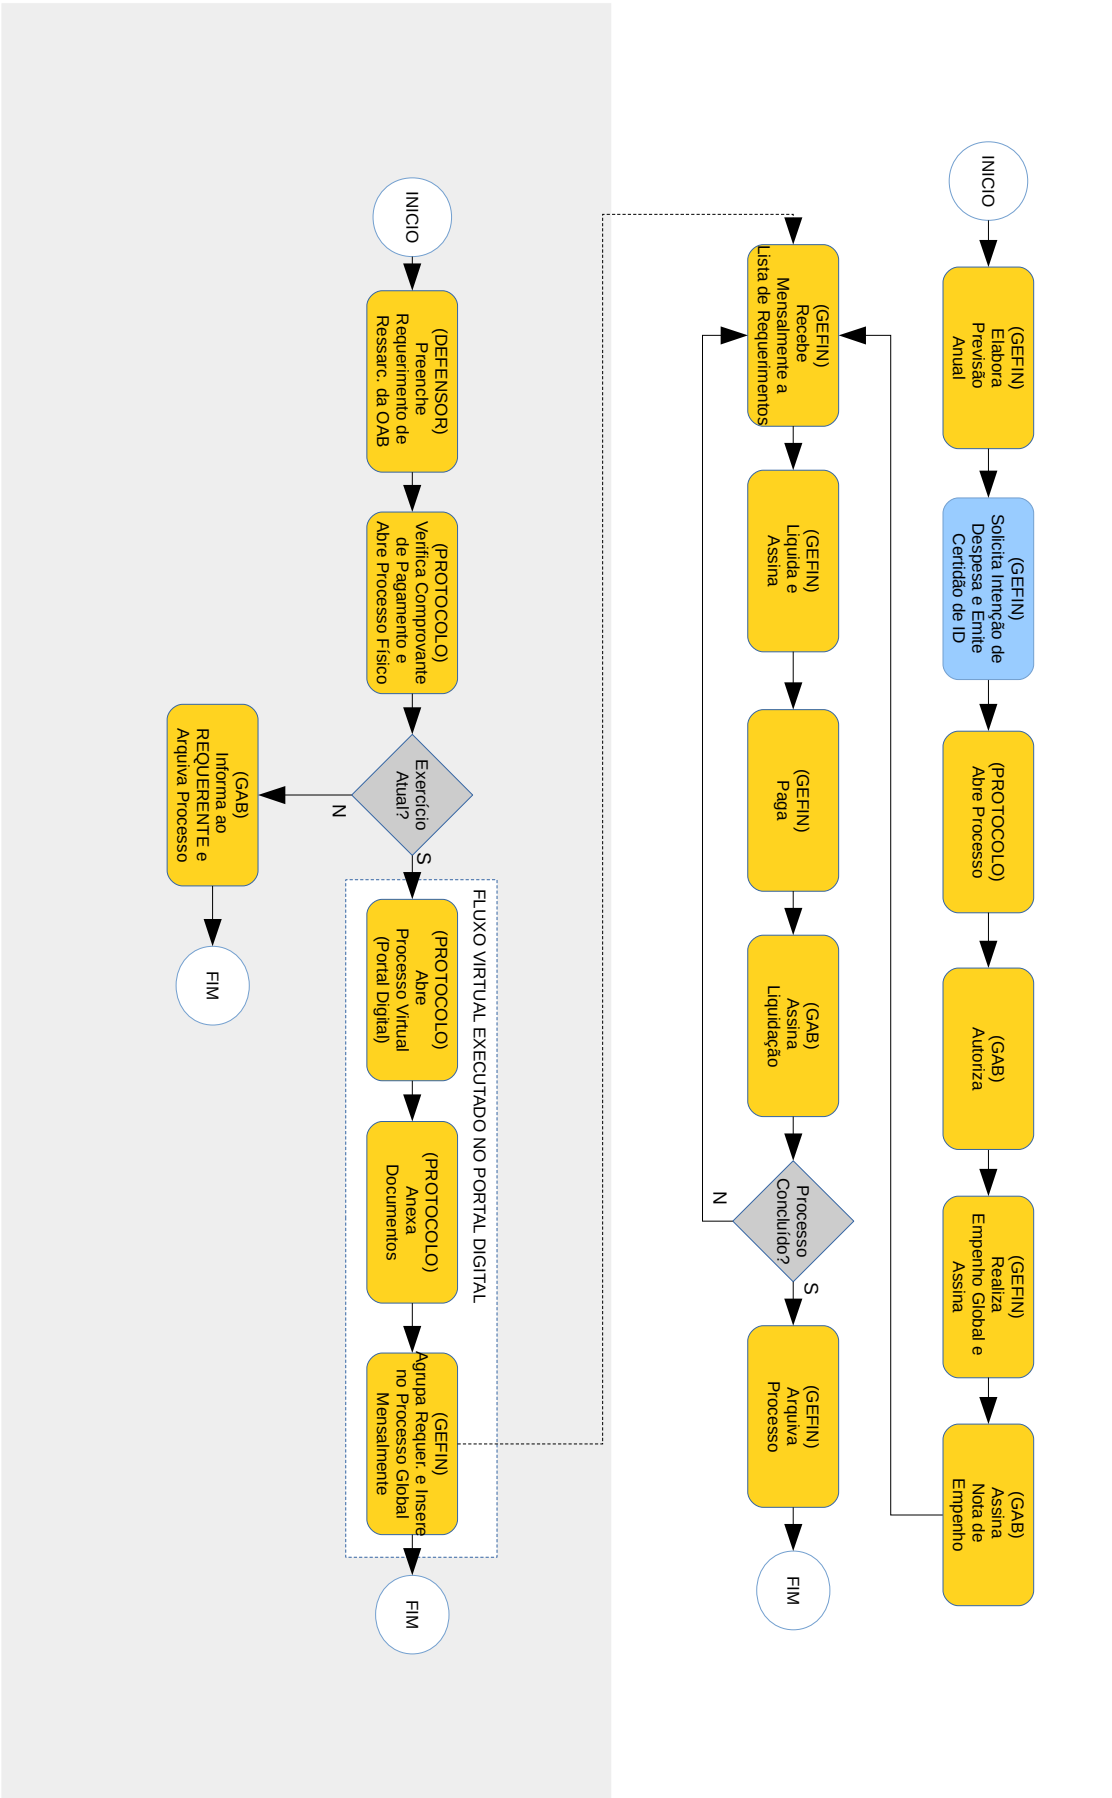 INICIO
(GEFIN)
Elabora
Previsão
Anual
(GEFIN)
Solicita Intenção de
Despesa e Emite
Certidão de ID
(PROTOCOLO)
Abre Processo
(GAB)
Autoriza
(GEFIN)
Realiza
Empenho Global e
Assina
(GAB)
Assina
Nota de
Empenho
(GEFIN)
Recebe
Mensalmente a
Lista de Requerimentos
(GEFIN)
Liquida e
Assina
(GEFIN)
Paga
(GAB)
Assina
Liquidação
Processo
Concluído?
S
N
(GEFIN)
Arquiva
Processo
FIM
INICIO
(DEFENSOR)
Preenche
Requerimento de
Ressarc. da OAB
(PROTOCOLO)
Verifica Comprovante
de Pagamento e
Abre Processo Físico
Exercício
Atual?
S
N
FLUXO VIRTUAL EXECUTADO NO PORTAL DIGITAL
(PROTOCOLO)
Abre
Processo Virtual
(Portal Digital)
(PROTOCOLO)
Anexa
Documentos
(GEFIN)
Agrupa Requer. e Insere
no Processo Global
Mensalmente
FIM
(GAB)
Informa ao
REQUERENTE e
Arquiva Processo
FIM